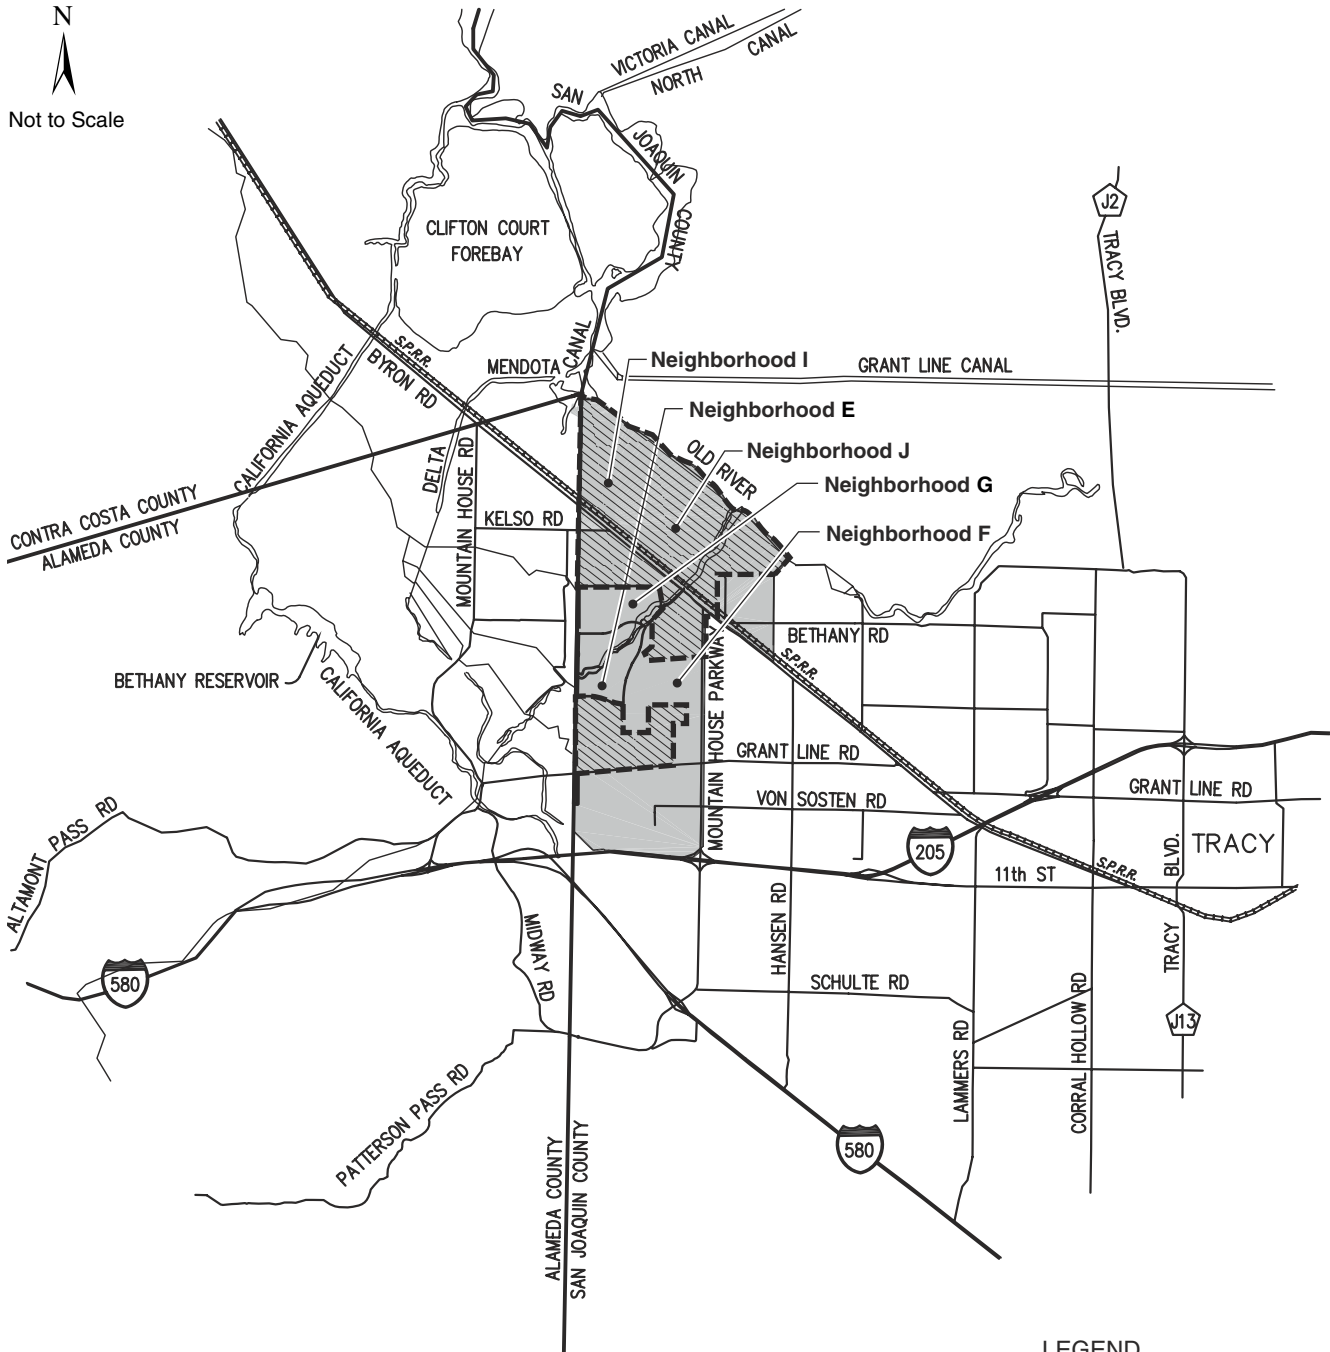 N
Not to Scale
VICTORIA CANAL
NORTH CANAL
SAN JOAQUIN COUNTY
J2
TRACY BLVD.
CLIFTON COURT
FOREBAY
S.P.R.R.
BYRON RD
CALIFORNIA AQUEDUCT
MENDOTA CANAL
DELTA
Neighborhood I
GRANT LINE CANAL
Neighborhood E
OLD RIVER
Neighborhood J
Neighborhood G
Neighborhood F
CONTRA COSTA COUNTY
ALAMEDA COUNTY
MOUNTAIN HOUSE RD
KELSO RD
BETHANY RD
S.P.R.R.
BETHANY RESERVOIR
CALIFORNIA AQUEDUCT
MOUNTAIN HOUSE PARKWA
GRANT LINE RD
VON SOSTEN RD
GRANT LINE RD
205
TRACY
S.P.R.R.
11th ST
ALTAMONT PASS RD
580
MIDWAY RD
HANSEN RD
SCHULTE RD
TRACY BLVD.
J13
LAMMERS RD
CORRAL HOLLOW RD
PATTERSON PASS RD
580
ALAMEDA COUNTY
SAN JOAQUIN COUNTY
LEGEND